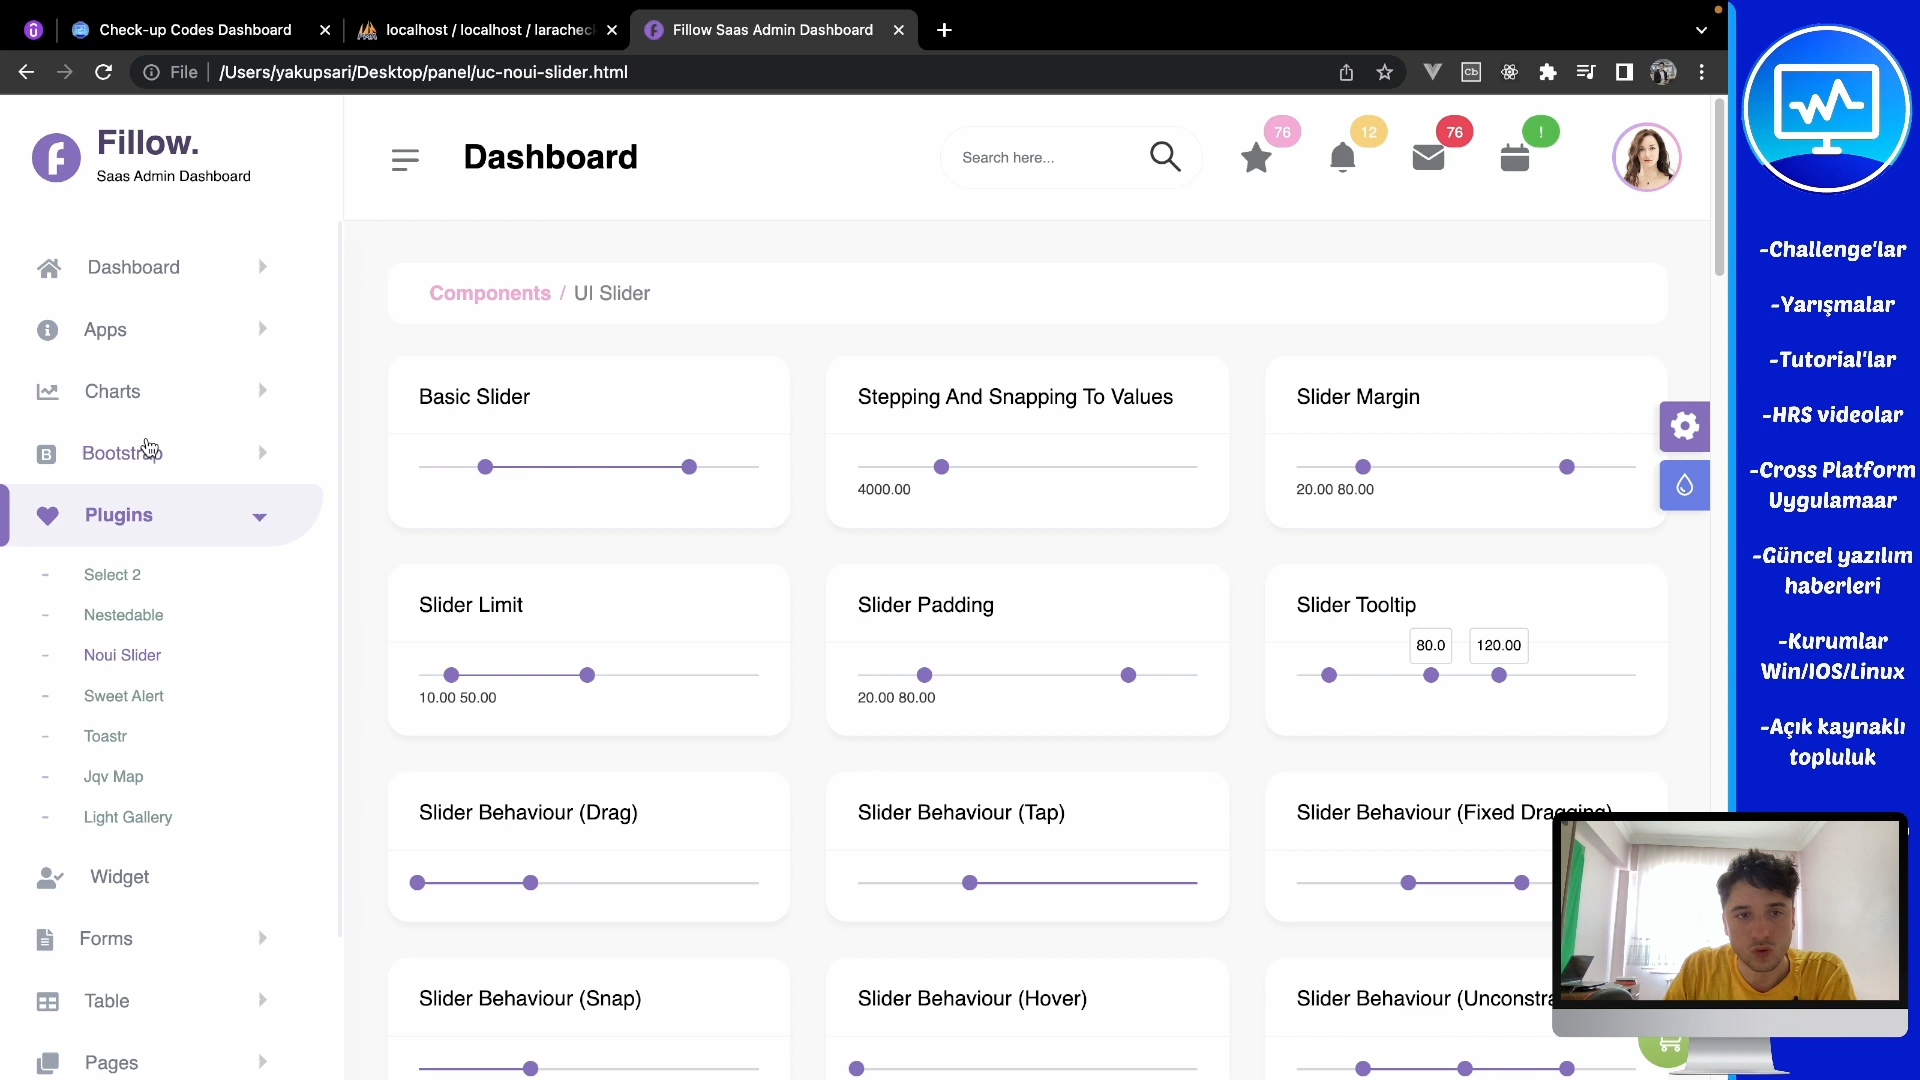 Check-up Codes Dashboard
localhost / localhost / larachec
Fillow Saas Admin Dashboard
File
/Users/yakupsari/Desktop/panel/uc-noui-slider.html
Fillow.
Saas Admin Dashboard
Dashboard
Search here...
76
12
76
!
Dashboard
Apps
Charts
Bootstrap
Plugins
- Select 2
- Nestedable
- Noui Slider
- Sweet Alert
- Toastr
- Jqv Map
- Light Gallery
Widget
Forms
Table
Pages
Components / UI Slider
Basic Slider
Stepping And Snapping To Values
4000.00
Slider Margin
20.00 80.00
Slider Limit
10.00 50.00
Slider Padding
20.00 80.00
Slider Tooltip
80.0
120.00
Slider Behaviour (Drag)
Slider Behaviour (Tap)
Slider Behaviour (Fixed Dragging)
Slider Behaviour (Snap)
Slider Behaviour (Hover)
Slider Behaviour (Unconstra
-Challenge'lar
-Yarışmalar
-Tutorial'lar
-HRS videolar
-Cross Platform
Uygulamaar
-Güncel yazılım
haberleri
-Kurumlar
Win/IOS/Linux
-Açık kaynaklı
topluluk